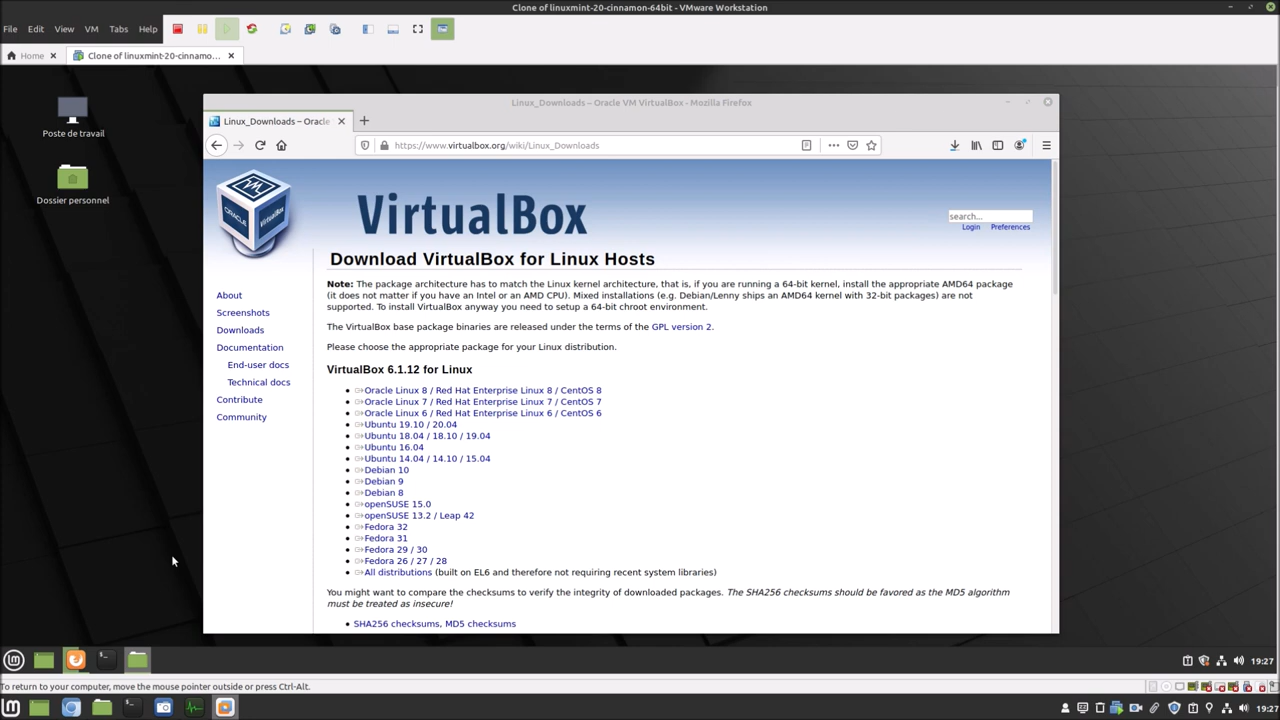 Clone of linuxmint-20-cinnamon-64bit - VMware Workstation
File Edit View VM Tabs Help
Home Clone of linuxmint-20-cinnamo...
Poste de travail
Dossier personnel
Linux_Downloads – Oracle VM VirtualBox - Mozilla Firefox
Linux_Downloads – Oracle
https://www.virtualbox.org/wiki/Linux_Downloads
VM
ORACLE
VirtualBox
VirtualBox
search...
Login Preferences
About
Screenshots
Downloads
Documentation
End-user docs
Technical docs
Contribute
Community
Download VirtualBox for Linux Hosts
Note: The package architecture has to match the Linux kernel architecture, that is, if you are running a 64-bit kernel, install the appropriate AMD64 package
(it does not matter if you have an Intel or an AMD CPU). Mixed installations (e.g. Debian/Lenny ships an AMD64 kernel with 32-bit packages) are not
supported. To install VirtualBox anyway you need to setup a 64-bit chroot environment.
The VirtualBox base package binaries are released under the terms of the GPL version 2.
Please choose the appropriate package for your Linux distribution.
VirtualBox 6.1.12 for Linux
Oracle Linux 8 / Red Hat Enterprise Linux 8 / CentOS 8
Oracle Linux 7 / Red Hat Enterprise Linux 7 / CentOS 7
Oracle Linux 6 / Red Hat Enterprise Linux 6 / CentOS 6
Ubuntu 19.10 / 20.04
Ubuntu 18.04 / 18.10 / 19.04
Ubuntu 16.04
Ubuntu 14.04 / 14.10 / 15.04
Debian 10
Debian 9
Debian 8
openSUSE 15.0
openSUSE 13.2 / Leap 42
Fedora 32
Fedora 31
Fedora 29 / 30
Fedora 26 / 27 / 28
All distributions (built on EL6 and therefore not requiring recent system libraries)
You might want to compare the checksums to verify the integrity of downloaded packages. The SHA256 checksums should be favored as the MD5 algorithm
must be treated as insecure!
SHA256 checksums, MD5 checksums
19:27
To return to your computer, move the mouse pointer outside or press Ctrl-Alt.
19:27